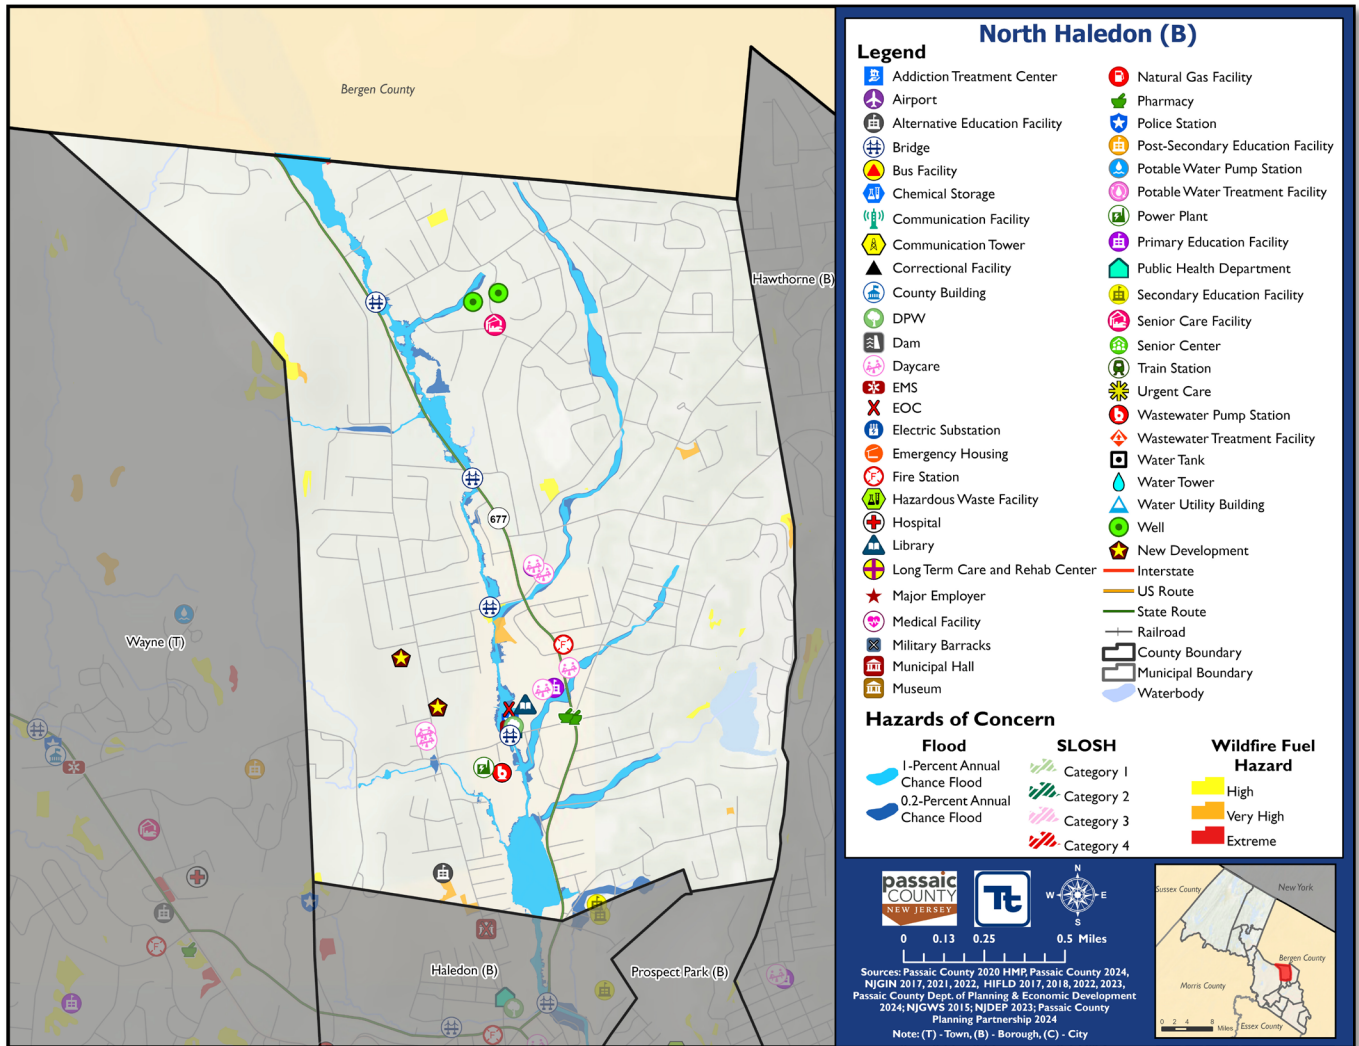 Bergen County
Hawthorne (B)
677
Wayne (T)
Haledon (B)
Prospect Park (B)
North Haledon (B)
Legend
Addiction Treatment Center
Airport
Alternative Education Facility
Bridge
Bus Facility
Chemical Storage
Communication Facility
Communication Tower
Correctional Facility
County Building
DPW
Dam
Daycare
EMS
EOC
Electric Substation
Emergency Housing
Fire Station
Hazardous Waste Facility
Hospital
Library
Long Term Care and Rehab Center
Major Employer
Medical Facility
Military Barracks
Municipal Hall
Museum
Natural Gas Facility
Pharmacy
Police Station
Post-Secondary Education Facility
Potable Water Pump Station
Potable Water Treatment Facility
Power Plant
Primary Education Facility
Public Health Department
Secondary Education Facility
Senior Care Facility
Senior Center
Train Station
Urgent Care
Wastewater Pump Station
Wastewater Treatment Facility
Water Tank
Water Tower
Water Utility Building
Well
New Development
Interstate
US Route
State Route
Railroad
County Boundary
Municipal Boundary
Waterbody
Hazards of Concern
Flood
1-Percent Annual
Chance Flood
0.2-Percent Annual
Chance Flood
SLOSH
Category 1
Category 2
Category 3
Category 4
Wildfire Fuel
Hazard
High
Very High
Extreme
passaic
COUNTY
NEW JERSEY
Tt
N
W E
S
0 0.13 0.25 0.5 Miles
Sources: Passaic County 2020 HMP, Passaic County 2024,
NJGIN 2017, 2021, 2022, HIFLD 2017, 2018, 2022, 2023,
Passaic County Dept. of Planning & Economic Development
2024; NJGWS 2015; NJDEP 2023; Passaic County
Planning Partnership 2024
Note: (T) - Town, (B) - Borough, (C) - City
Sussex County
New York
Bergen County
Morris County
Essex County
0 2 4 8 Miles